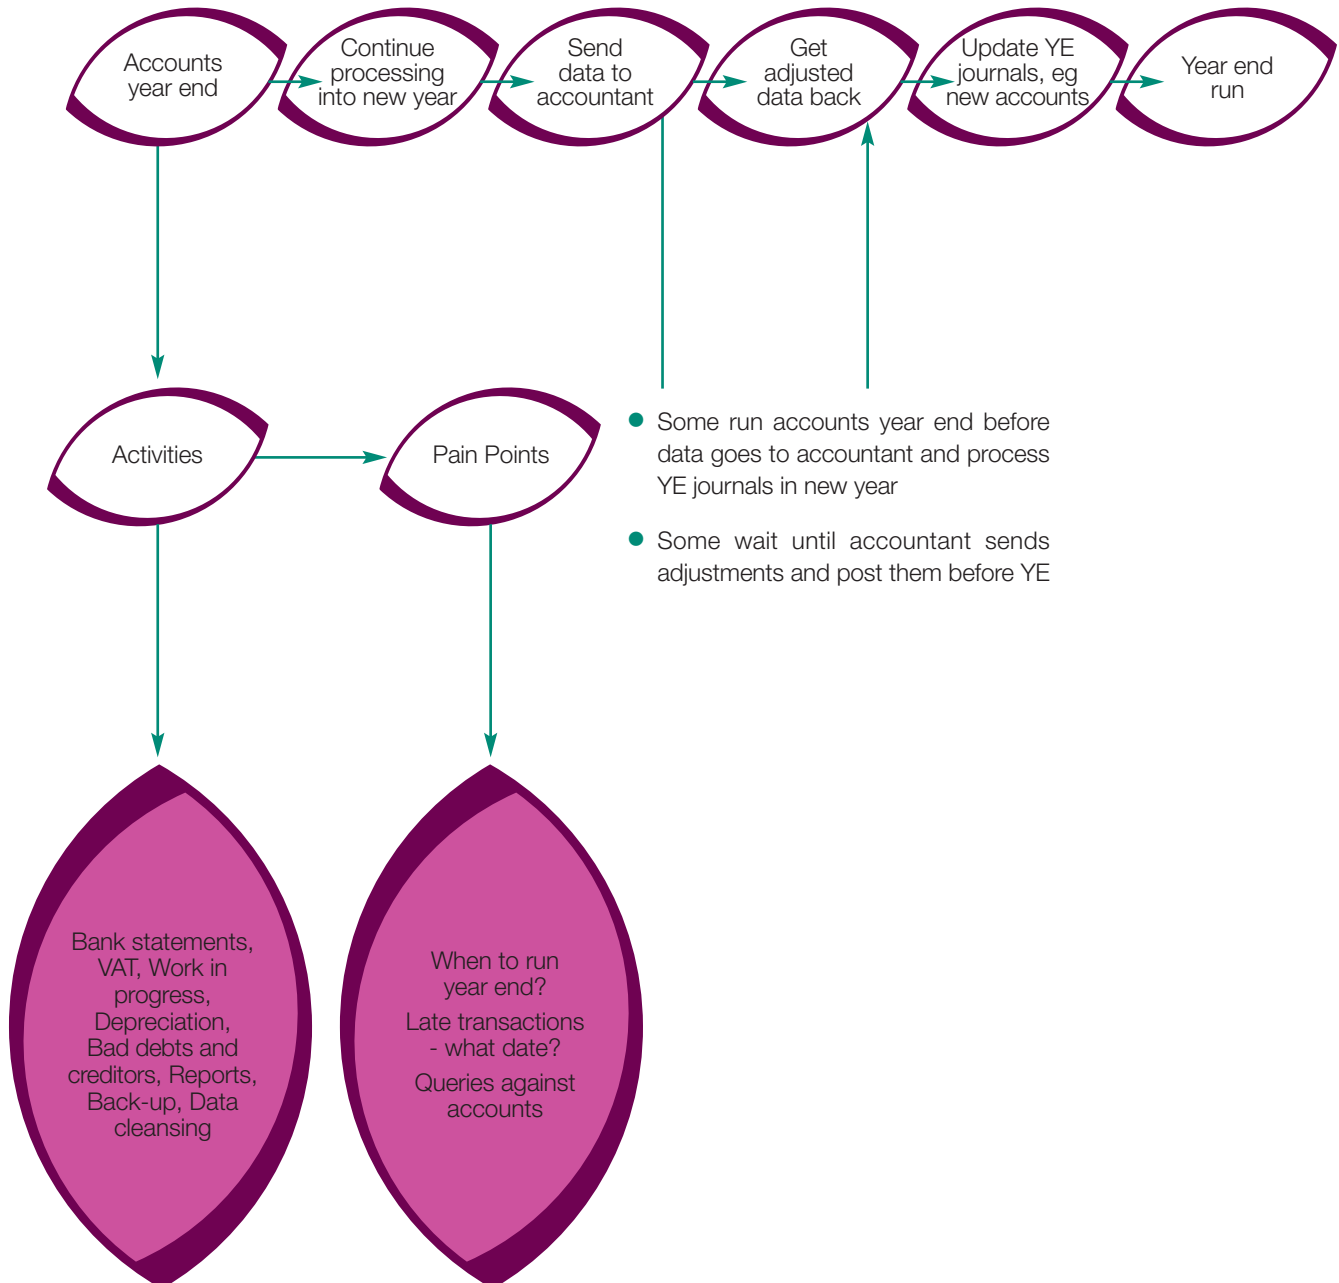 Accounts
year end
Continue
processing
into new year
Send
data to
accountant
Get
adjusted
data back
Update YE
journals, eg
new accounts
Year end
run
Activities
Pain Points
Some run accounts year end before
data goes to accountant and process
YE journals in new year
Some wait until accountant sends
adjustments and post them before YE
Bank statements,
VAT, Work in
progress,
Depreciation,
Bad debts and
creditors, Reports,
Back-up, Data
cleansing
When to run
year end?
Late transactions
- what date?
Queries against
accounts